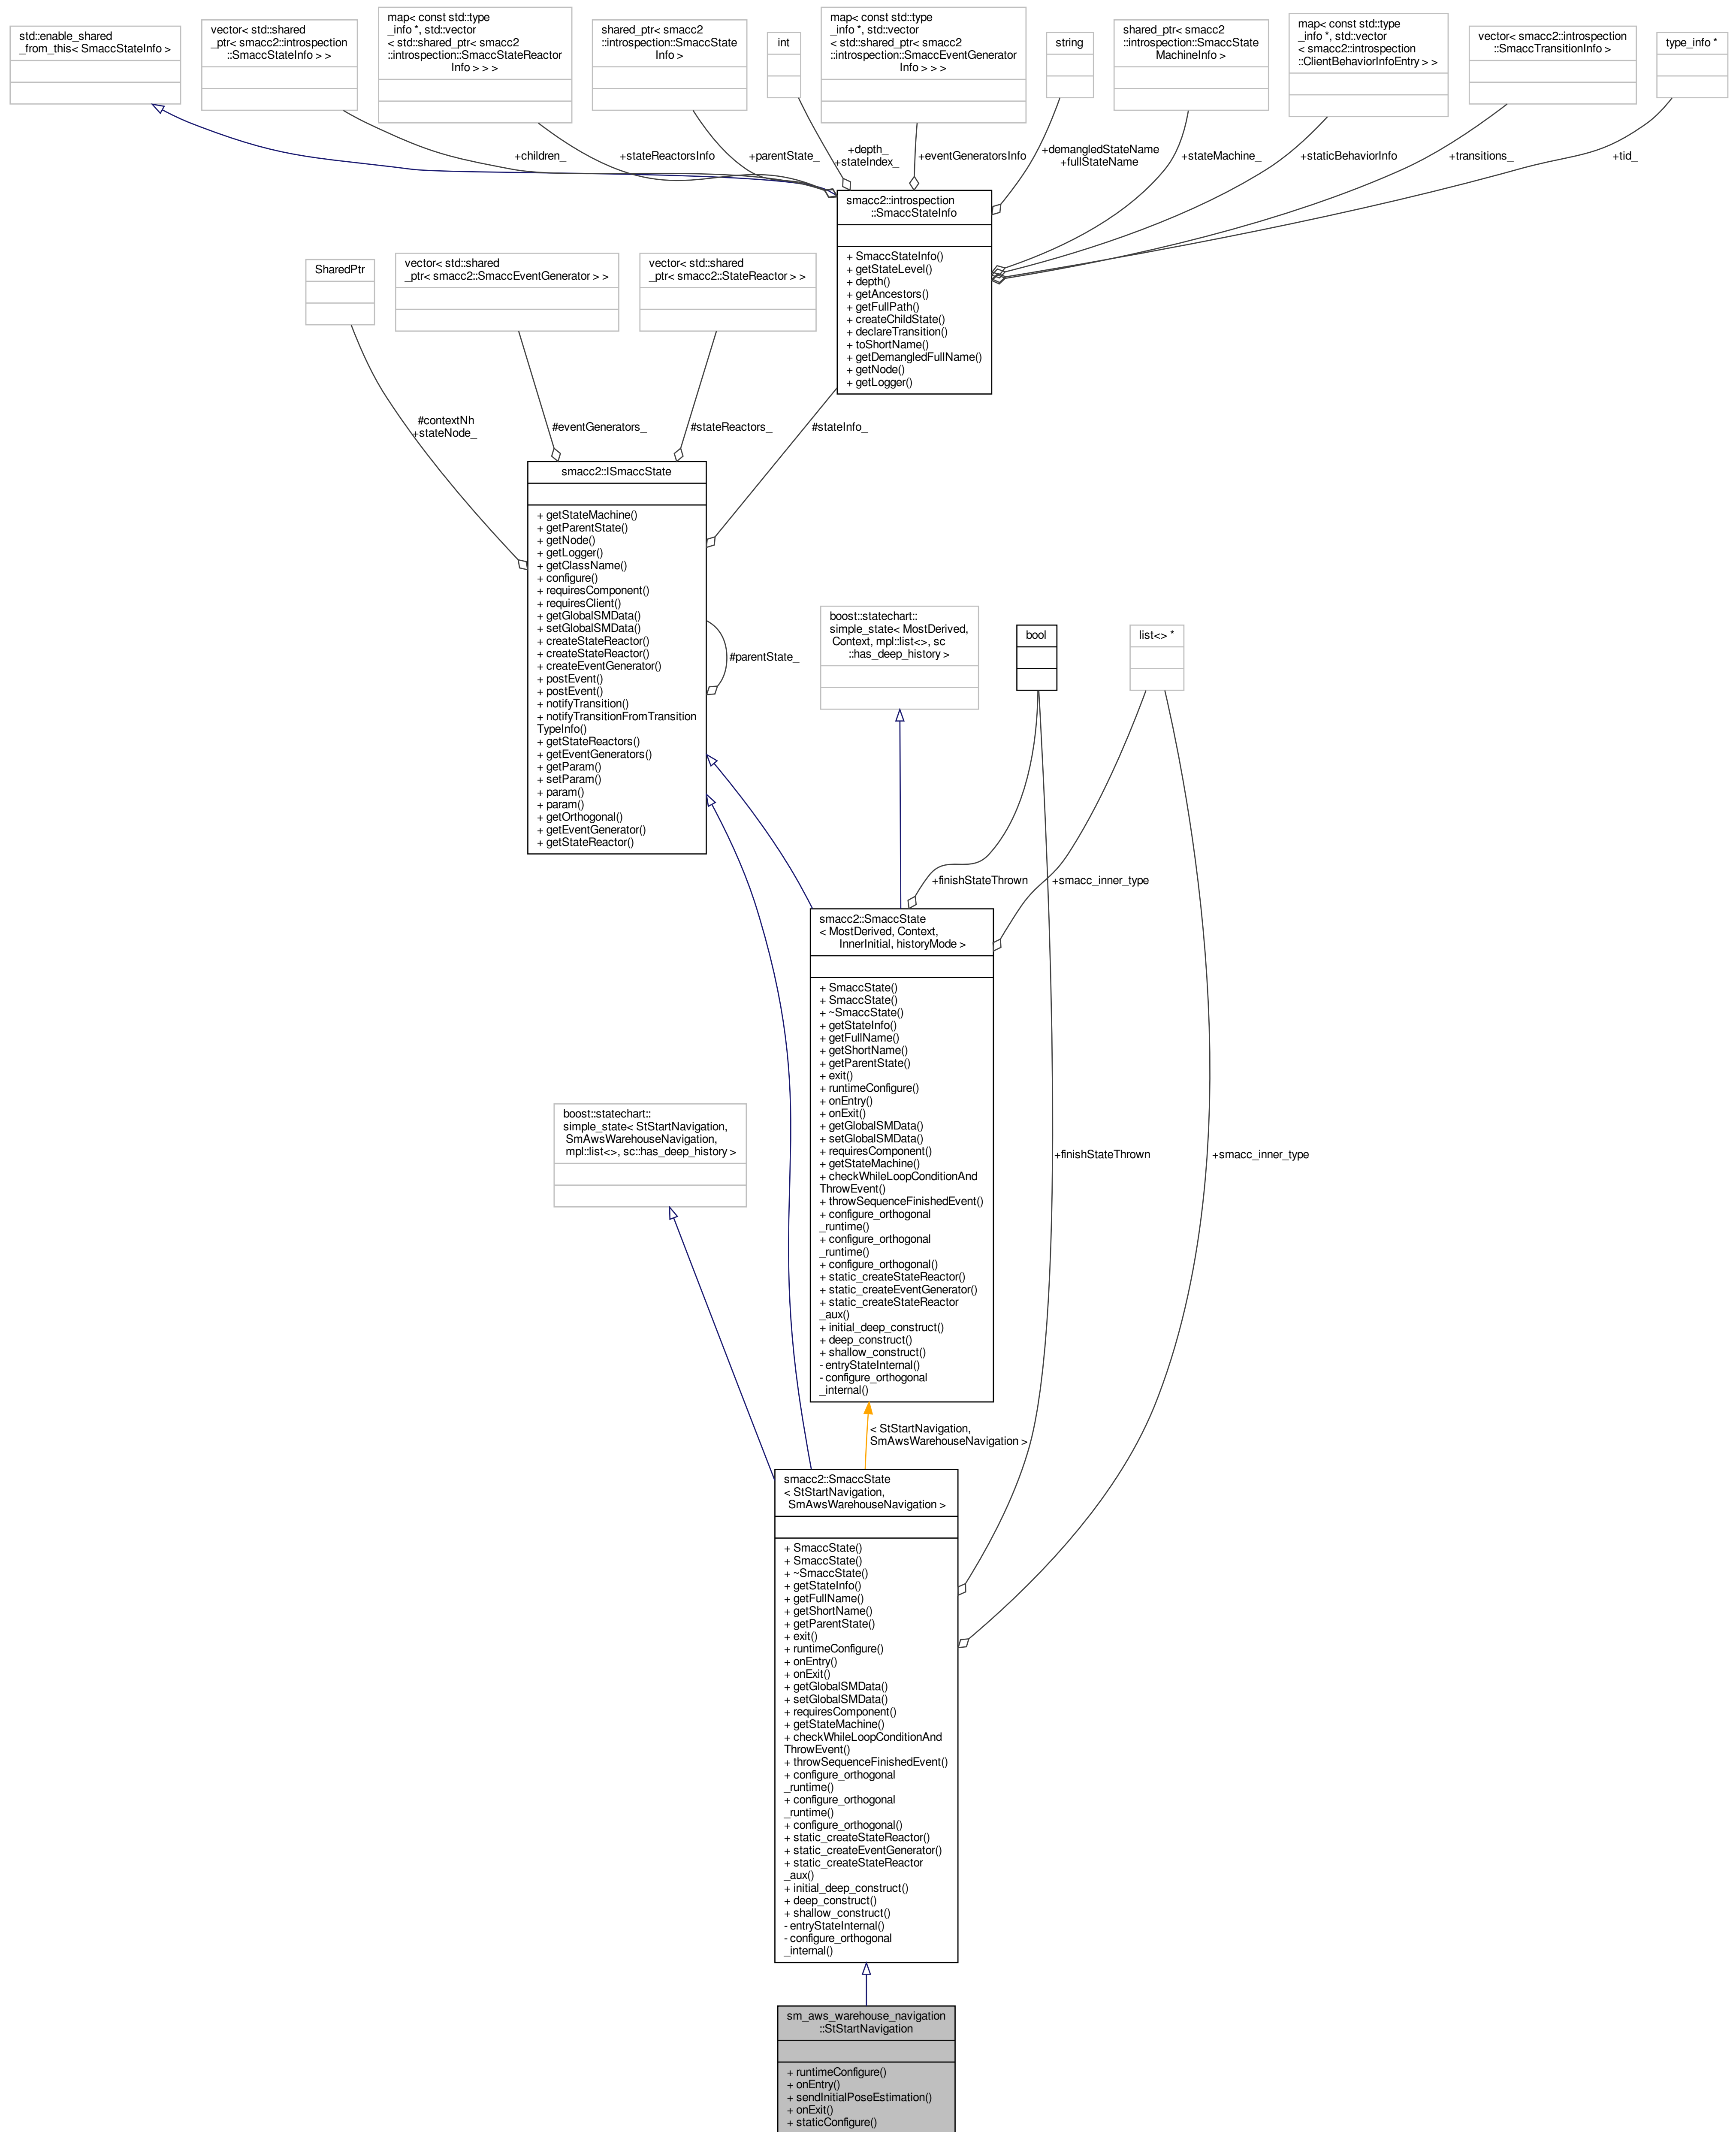 std::enable_shared
_from_this< SmaccStateInfo >
vector< std::shared
_ptr< smacc2::introspection
::SmaccStateInfo > >
map< const std::type
_info *, std::vector
< std::shared_ptr< smacc2
::introspection::SmaccStateReactor
Info > > >
shared_ptr< smacc2
::introspection::SmaccState
Info >
int
map< const std::type
_info *, std::vector
< std::shared_ptr< smacc2
::introspection::SmaccEventGenerator
Info > > >
string
shared_ptr< smacc2
::introspection::SmaccState
MachineInfo >
map< const std::type
_info *, std::vector
< smacc2::introspection
::ClientBehaviorInfoEntry > >
vector< smacc2::introspection
::SmaccTransitionInfo >
type_info *
+children_
+stateReactorsInfo
+parentState_
+depth_
+stateIndex_
+eventGeneratorsInfo
+demangledStateName
+fullStateName
+stateMachine_
+staticBehaviorInfo
+transitions_
+tid_
smacc2::introspection
::SmaccStateInfo
+ SmaccStateInfo()
+ getStateLevel()
+ depth()
+ getAncestors()
+ getFullPath()
+ createChildState()
+ declareTransition()
+ toShortName()
+ getDemangledFullName()
+ getNode()
+ getLogger()
SharedPtr
vector< std::shared
_ptr< smacc2::SmaccEventGenerator > >
vector< std::shared
_ptr< smacc2::StateReactor > >
#contextNh
+stateNode_
#eventGenerators_
#stateReactors_
#stateInfo_
smacc2::ISmaccState
+ getStateMachine()
+ getParentState()
+ getNode()
+ getLogger()
+ getClassName()
+ configure()
+ requiresComponent()
+ requiresClient()
+ getGlobalSMData()
+ setGlobalSMData()
+ createStateReactor()
+ createStateReactor()
+ createEventGenerator()
+ postEvent()
+ postEvent()
+ notifyTransition()
+ notifyTransitionFromTransition
TypeInfo()
+ getStateReactors()
+ getEventGenerators()
+ getParam()
+ setParam()
+ param()
+ param()
+ getOrthogonal()
+ getEventGenerator()
+ getStateReactor()
#parentState_
boost::statechart::
simple_state< MostDerived,
Context, mpl::list<>, sc
::has_deep_history >
bool
list<> *
+finishStateThrown
+smacc_inner_type
smacc2::SmaccState
< MostDerived, Context,
InnerInitial, historyMode >
+ SmaccState()
+ SmaccState()
+ ~SmaccState()
+ getStateInfo()
+ getFullName()
+ getShortName()
+ getParentState()
+ exit()
+ runtimeConfigure()
+ onEntry()
+ onExit()
+ getGlobalSMData()
+ setGlobalSMData()
+ requiresComponent()
+ getStateMachine()
+ checkWhileLoopConditionAnd
ThrowEvent()
+ throwSequenceFinishedEvent()
+ configure_orthogonal
_runtime()
+ configure_orthogonal
_runtime()
+ configure_orthogonal()
+ static_createStateReactor()
+ static_createEventGenerator()
+ static_createStateReactor
_aux()
+ initial_deep_construct()
+ deep_construct()
+ shallow_construct()
- entryStateInternal()
- configure_orthogonal
_internal()
boost::statechart::
simple_state< StStartNavigation,
SmAwsWarehouseNavigation,
mpl::list<>, sc::has_deep_history >
+finishStateThrown
+smacc_inner_type
< StStartNavigation,
SmAwsWarehouseNavigation >
smacc2::SmaccState
< StStartNavigation,
SmAwsWarehouseNavigation >
+ SmaccState()
+ SmaccState()
+ ~SmaccState()
+ getStateInfo()
+ getFullName()
+ getShortName()
+ getParentState()
+ exit()
+ runtimeConfigure()
+ onEntry()
+ onExit()
+ getGlobalSMData()
+ setGlobalSMData()
+ requiresComponent()
+ getStateMachine()
+ checkWhileLoopConditionAnd
ThrowEvent()
+ throwSequenceFinishedEvent()
+ configure_orthogonal
_runtime()
+ configure_orthogonal
_runtime()
+ configure_orthogonal()
+ static_createStateReactor()
+ static_createEventGenerator()
+ static_createStateReactor
_aux()
+ initial_deep_construct()
+ deep_construct()
+ shallow_construct()
- entryStateInternal()
- configure_orthogonal
_internal()
sm_aws_warehouse_navigation
::StStartNavigation
+ runtimeConfigure()
+ onEntry()
+ sendInitialPoseEstimation()
+ onExit()
+ staticConfigure()